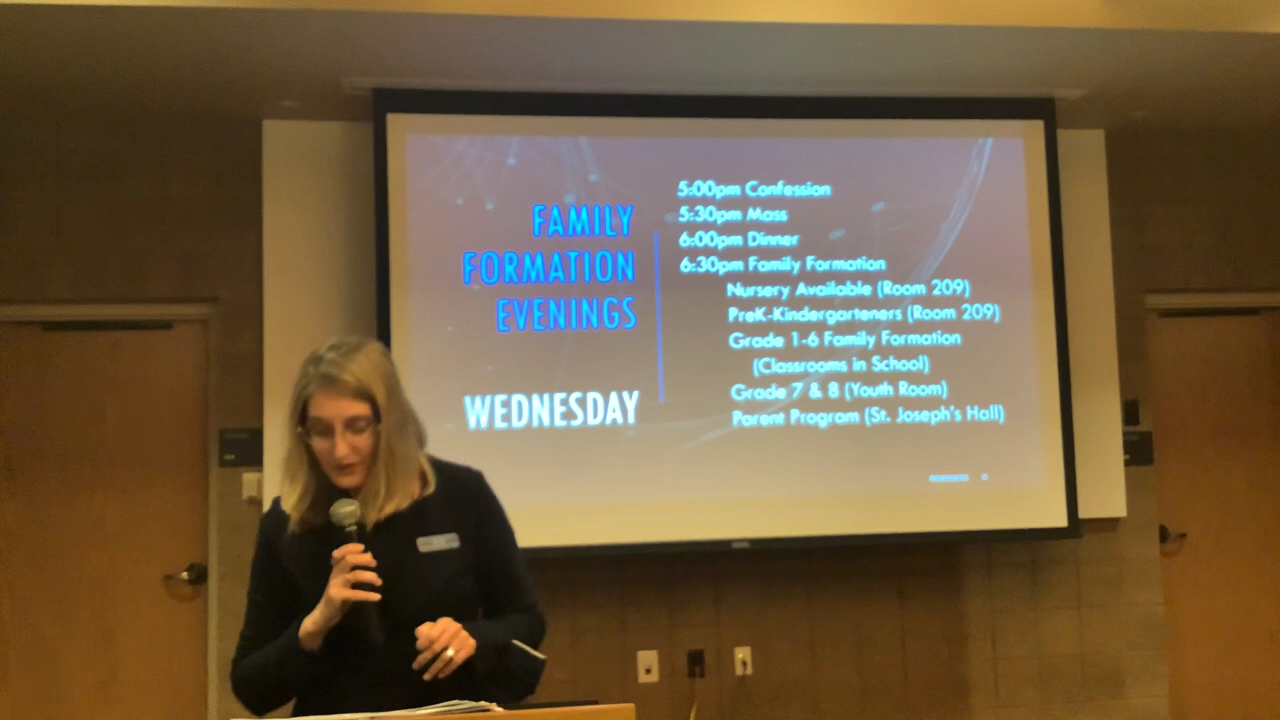 FAMILY
FORMATION
EVENINGS
WEDNESDAY
5:00pm Confession
5:30pm Mass
6:00pm Dinner
6:30pm Family Formation
Nursery Available (Room 209)
PreK-Kindergarteners (Room 209)
Grade 1-6 Family Formation
(Classrooms in School)
Grade 7 & 8 (Youth Room)
Parent Program (St. Joseph's Hall)